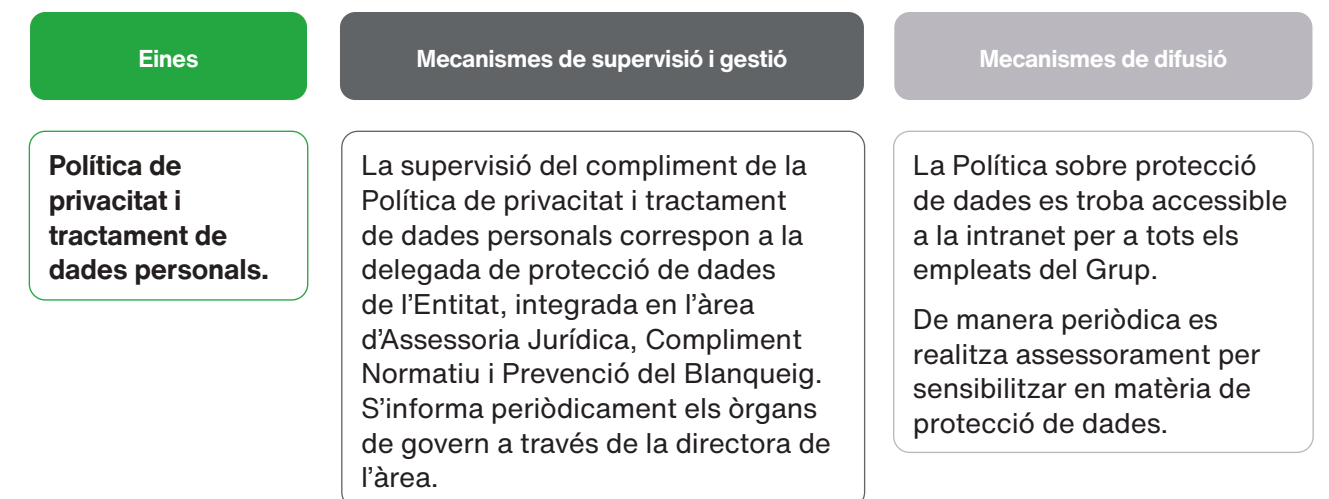 Eines
Mecanismes de supervisió i gestió
Mecanismes de difusió
Política de
privacitat i
tractament de
dades personals.
La supervisió del compliment de la
Política de privacitat i tractament
de dades personals correspon a la
delegada de protecció de dades
de l’Entitat, integrada en l’àrea
d’Assessoria Jurídica, Compliment
Normatiu i Prevenció del Blanqueig.
S’informa periòdicament els òrgans
de govern a través de la directora de
l’àrea.
La Política sobre protecció
de dades es troba accessible
a la intranet per a tots els
empleats del Grup.
De manera periòdica es
realitza assessorament per
sensibilitzar en matèria de
protecció de dades.